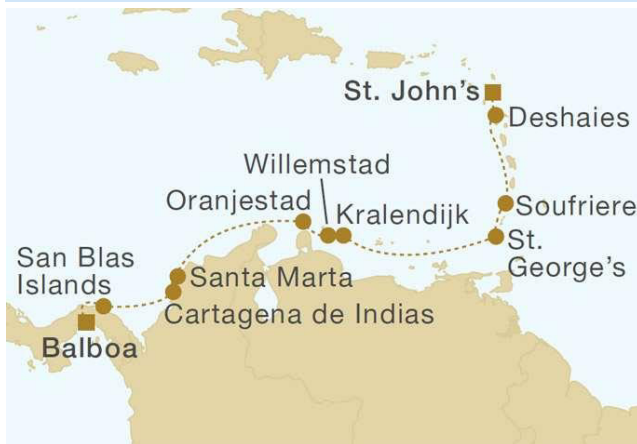 St. John's
Deshaies
Willemstad
Oranjestad
Kralendijk
Soufriere
St.
George's
San Blas
Islands
Santa Marta
Cartagena de Indias
Balboa